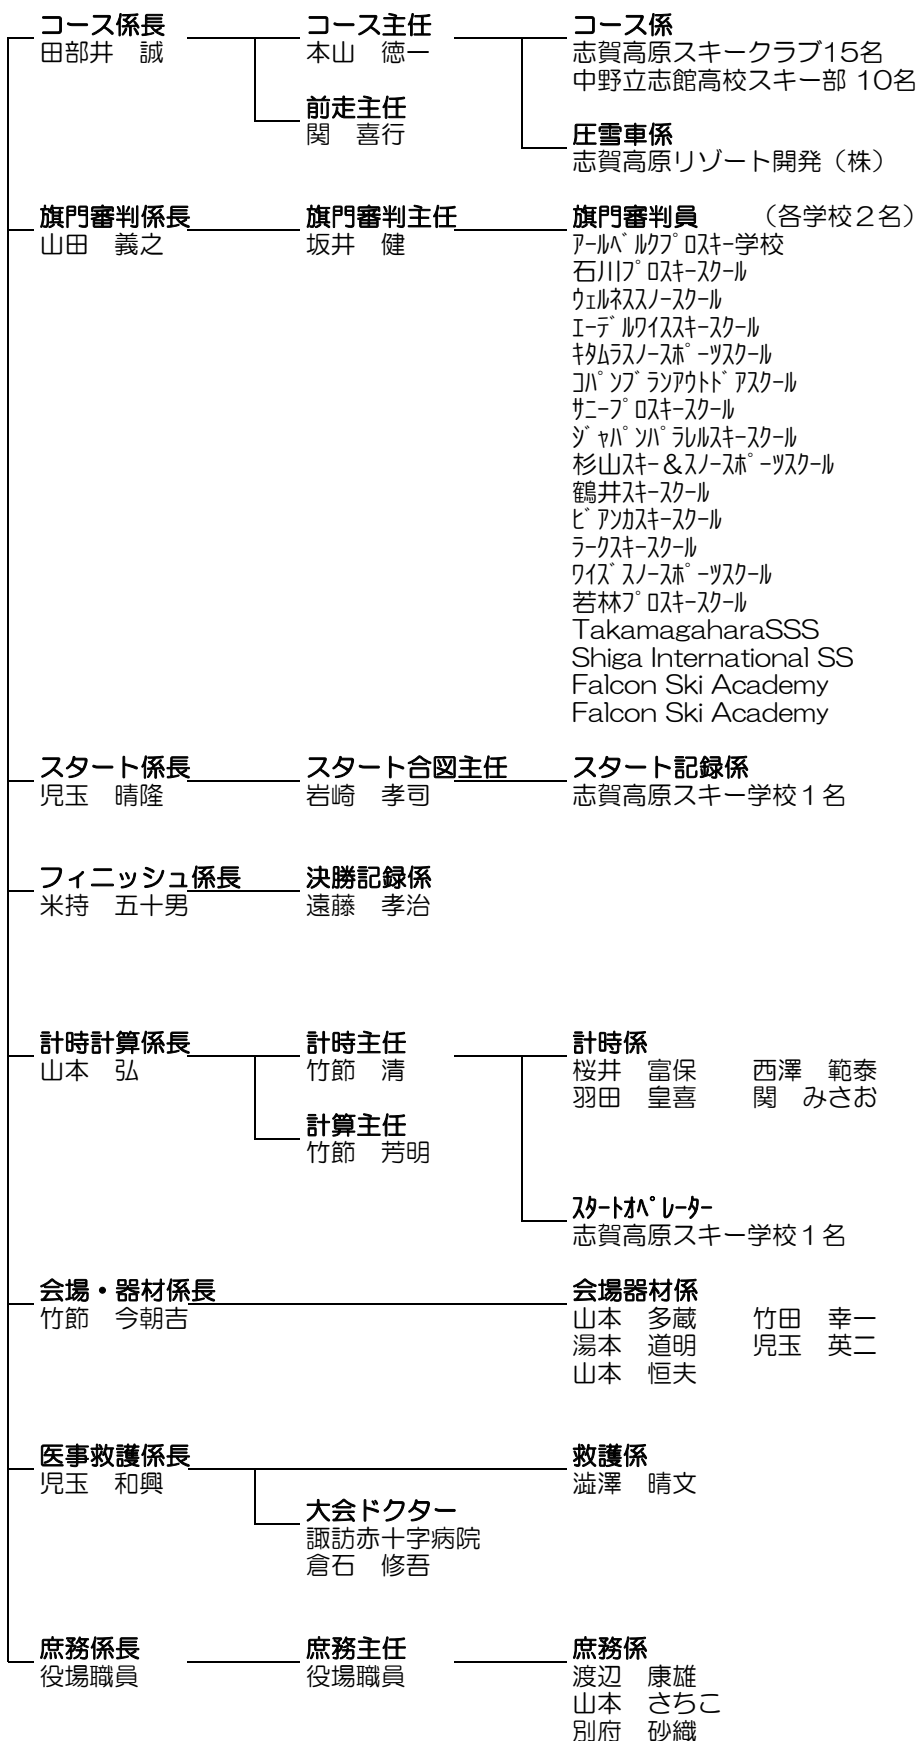 コース係長 コース主任 コース係
田部井 誠 本山 徳一 志賀高原スキークラブ15名
中野立志館高校スキー部 10名
前走主任
関 喜行 圧雪車係
志賀高原リゾート開発（株）
旗門審判係長 旗門審判主任 旗門審判員 （各学校２名）
山田 義之 坂井 健 ｱｰﾙﾍﾞﾙｸﾌﾟﾛｽｷｰ学校
石川ﾌﾟﾛｽｷｰｽｸｰﾙ
ｳｪﾙﾈｽｽﾉｰｽｸｰﾙ
ｴｰﾃﾞﾙﾜｲｽｽｷｰｽｸｰﾙ
ｷﾀﾑﾗｽﾉｰｽﾎﾟｰﾂｽｸｰﾙ
ｺﾊﾟﾝﾌﾞﾗﾝｱｳﾄﾄﾞｱｽｸｰﾙ
ｻﾆｰﾌﾟﾛｽｷｰｽｸｰﾙ
ｼﾞｬﾊﾟﾝﾊﾟﾗﾚﾙｽｷｰｽｸｰﾙ
杉山ｽｷｰ＆ｽﾉｰｽﾎﾟｰﾂｽｸｰﾙ
鶴井ｽｷｰｽｸｰﾙ
ﾋﾞｱﾝｶｽｷｰｽｸｰﾙ
ﾗｰｸｽｷｰｽｸｰﾙ
ﾜｲｽﾞｽﾉｰｽﾎﾟｰﾂｽｸｰﾙ
若林ﾌﾟﾛｽｷｰｽｸｰﾙ
TakamagaharaSSS
Shiga International SS
Falcon Ski Academy
Falcon Ski Academy
スタート係長 スタート合図主任 スタート記録係
児玉 晴隆 岩崎 孝司 志賀高原スキー学校１名
フィニッシュ係長 決勝記録係
米持 五十男 遠藤 孝治
計時計算係長 計時主任 計時係
山本 弘 竹節 清 桜井 富保 西澤 範泰
羽田 皇喜 関 みさお
計算主任
竹節 芳明
ｽﾀｰﾄｵﾍﾟﾚｰﾀｰ
志賀高原スキー学校１名
会場・器材係長 会場器材係
竹節 今朝吉 山本 多蔵 竹田 幸一
湯本 道明 児玉 英二
山本 恒夫
医事救護係長 救護係
児玉 和興 澁澤 晴文
大会ドクター
諏訪赤十字病院
倉石 修吾
庶務係長 庶務主任 庶務係
役場職員 役場職員 渡辺 康雄
山本 さちこ
別府 砂織